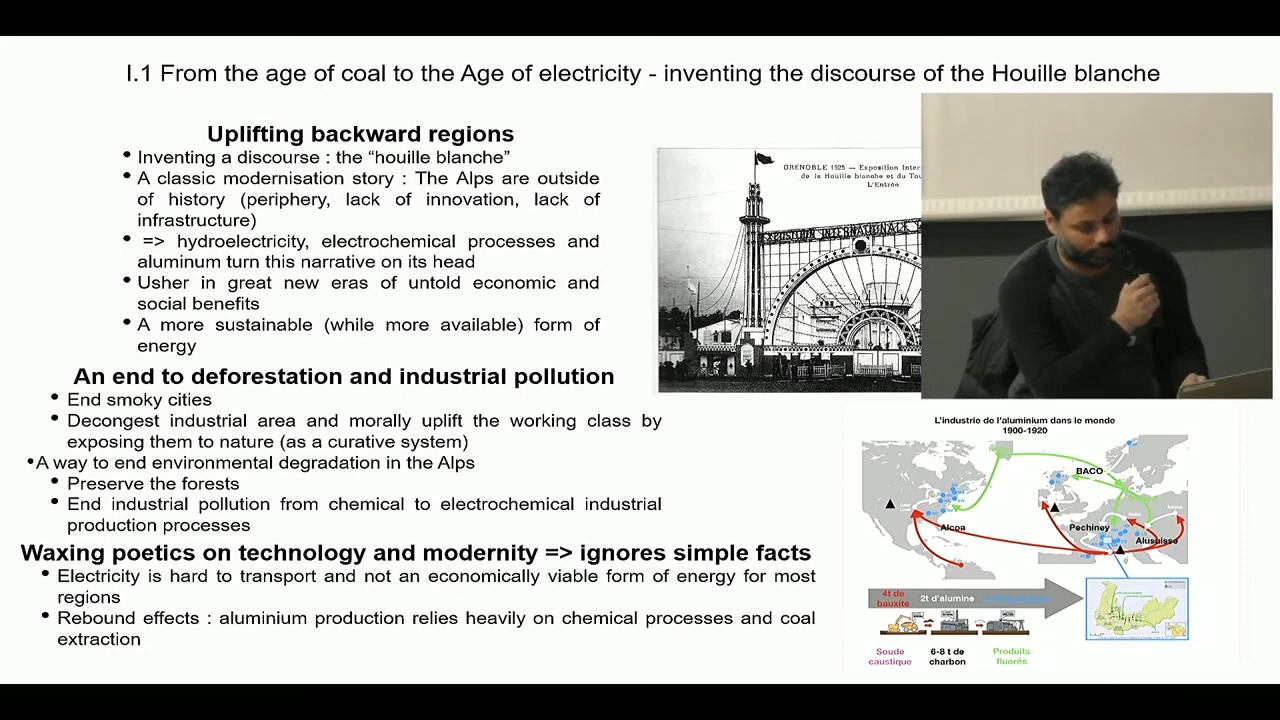 I.1 From the age of coal to the Age of electricity - inventing the discourse of the Houille blanche
Uplifting backward regions
• Inventing a discourse : the “houille blanche”
• A classic modernisation story : The Alps are outside
of history (periphery, lack of innovation, lack of
infrastructure)
• => hydroelectricity, electrochemical processes and
aluminum turn this narrative on its head
• Usher in great new eras of untold economic and
social benefits
• A more sustainable (while more available) form of
energy
An end to deforestation and industrial pollution
• End smoky cities
• Decongest industrial area and morally uplift the working class by
exposing them to nature (as a curative system)
•A way to end environmental degradation in the Alps
• Preserve the forests
• End industrial pollution from chemical to electrochemical industrial
production processes
Waxing poetics on technology and modernity => ignores simple facts
• Electricity is hard to transport and not an economically viable form of energy for most
regions
• Rebound effects : aluminium production relies heavily on chemical processes and coal
extraction
GRENOBLE 1925 — Exposition Inter
de la Houille blanche et du Tou
L'Entrée
EXPOSITION INTERNATIONALE
L'industrie de l'aluminium dans le monde
1900-1920
BACO
Alcoa
Pechiney
Alusuisse
4t de
bauxite
2t d'alumine
Soude
caustique
6-8 t de
charbon
Produits
fluorés